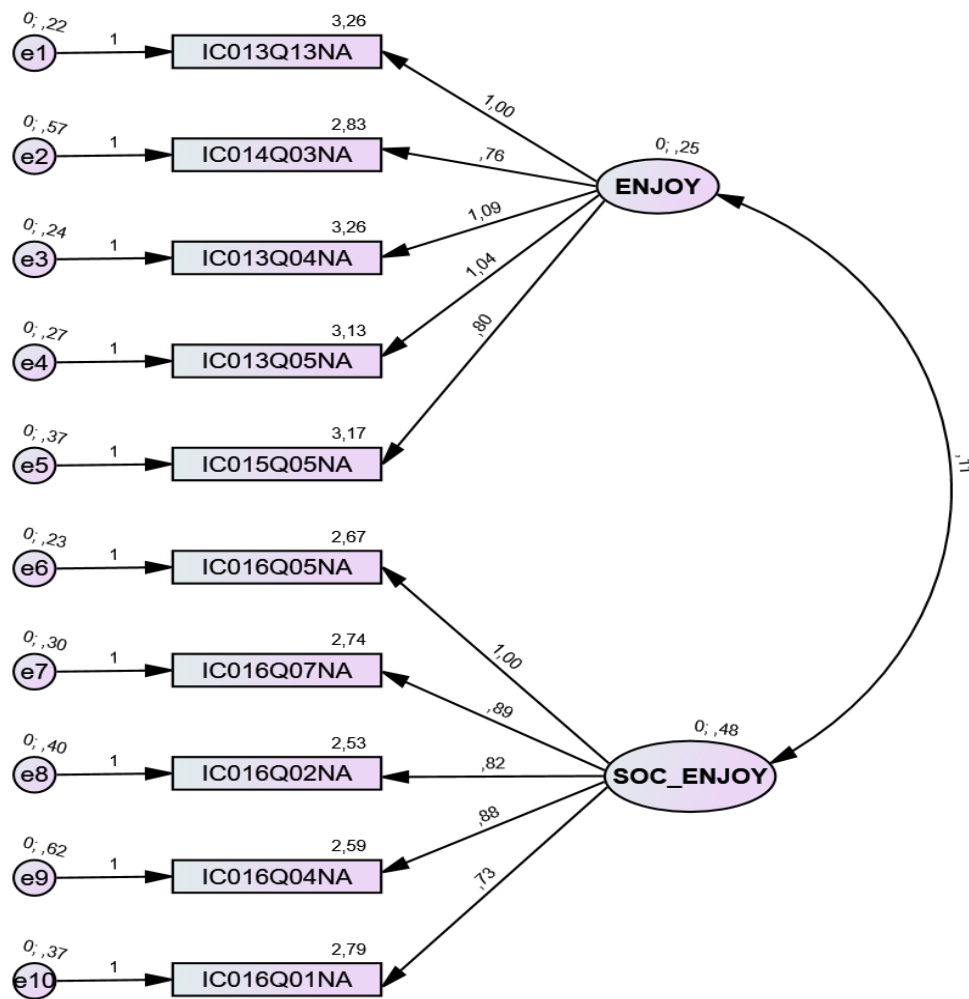 0; ,22
e1
1
3,26
IC013Q13NA
0; ,57
e2
1
2,83
IC014Q03NA
0; ,24
e3
1
3,26
IC013Q04NA
0; ,27
e4
1
3,13
IC013Q05NA
0; ,37
e5
1
3,17
IC015Q05NA
1,00
,76
1,09
1,04
,80
0; ,25
ENJOY
,11
0; ,23
e6
1
2,67
IC016Q05NA
0; ,30
e7
1
2,74
IC016Q07NA
0; ,40
e8
1
2,53
IC016Q02NA
0; ,62
e9
1
2,59
IC016Q04NA
0; ,37
e10
1
2,79
IC016Q01NA
1,00
,89
,82
,88
,73
0; ,48
SOC_ENJOY